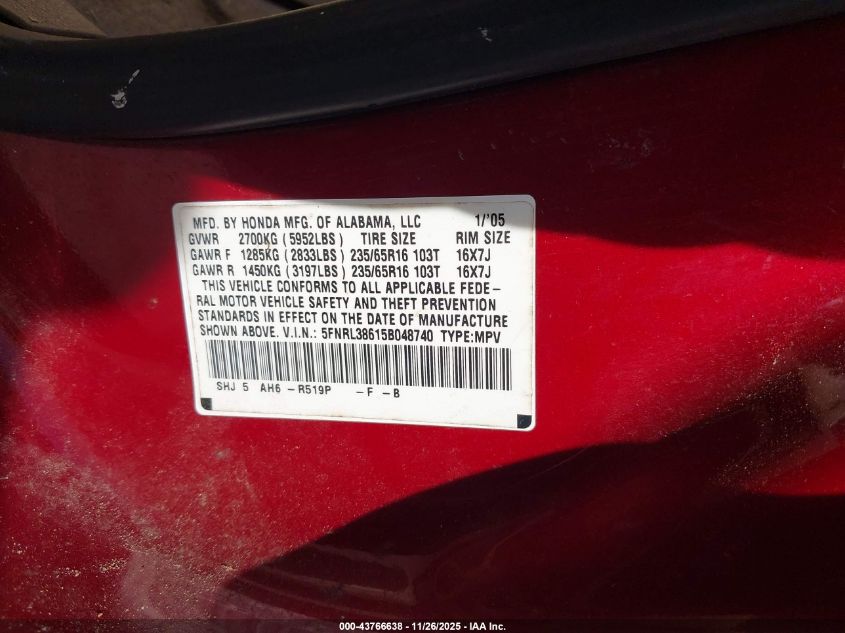 MFD. BY HONDA MFG. OF ALABAMA, LLC 1/'05
GVWR 2700KG (5952LBS) TIRE SIZE RIM SIZE
GAWR F 1285KG (2833LBS) 235/65R16 103T 16X7J
GAWR R 1450KG (3197LBS) 235/65R16 103T 16X7J
THIS VEHICLE CONFORMS TO ALL APPLICABLE FEDE-
RAL MOTOR VEHICLE SAFETY AND THEFT PREVENTION
STANDARDS IN EFFECT ON THE DATE OF MANUFACTURE
SHOWN ABOVE. V.I.N.: 5FNRL38615B048740 TYPE:MPV
SHJ 5 AH6 -R519P -F -B
000-43766638 - 11/26/2025 - IAA Inc.